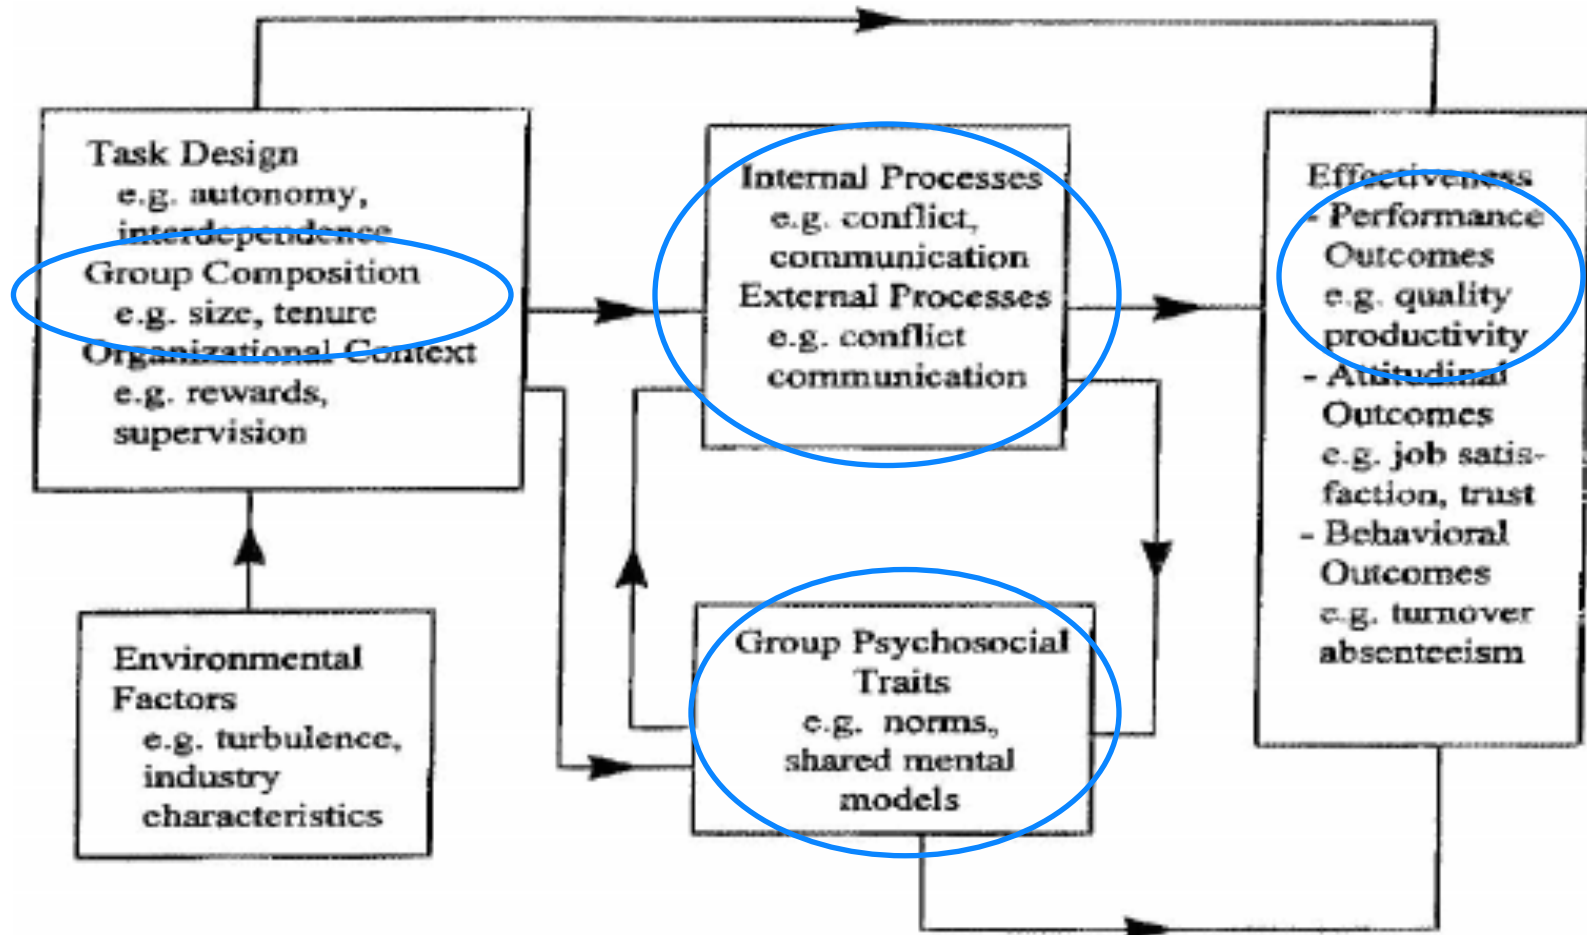 Task Design
e.g. autonomy,
interdependence
Group Composition
e.g. size, tenure
Organizational Context
e.g. rewards,
supervision
Environmental
Factors
e.g. turbulence,
industry
characteristics
Internal Processes
e.g. conflict,
communication
External Processes
e.g. conflict
communication
Group Psychosocial
Traits
e.g. norms,
shared mental
models
Effectiveness
- Performance
Outcomes
e.g. quality
productivity
- Attitudinal
Outcomes
e.g. job satis-
faction, trust
- Behavioral
Outcomes
e.g. turnover
absenteeism